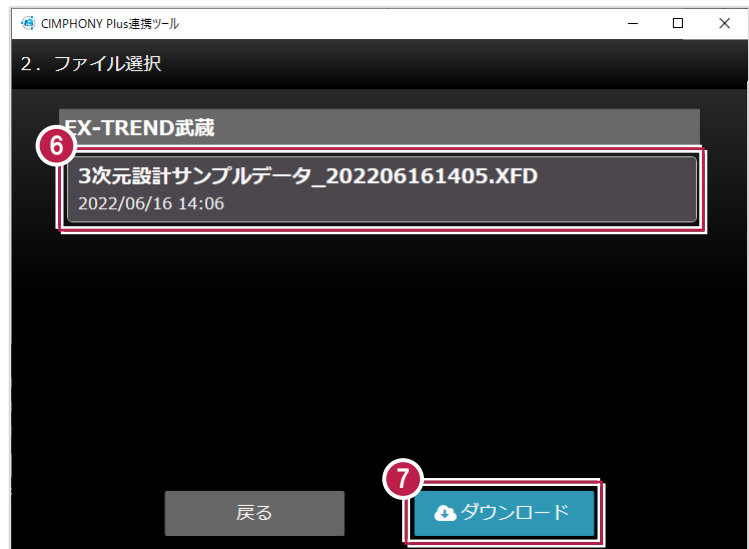 CIMPHONY Plus連携ツール
2．ファイル選択
EX-TREND武蔵
6
3次元設計サンプルデータ_202206161405.XFD
2022/06/16 14:06
7
戻る
ダウンロード